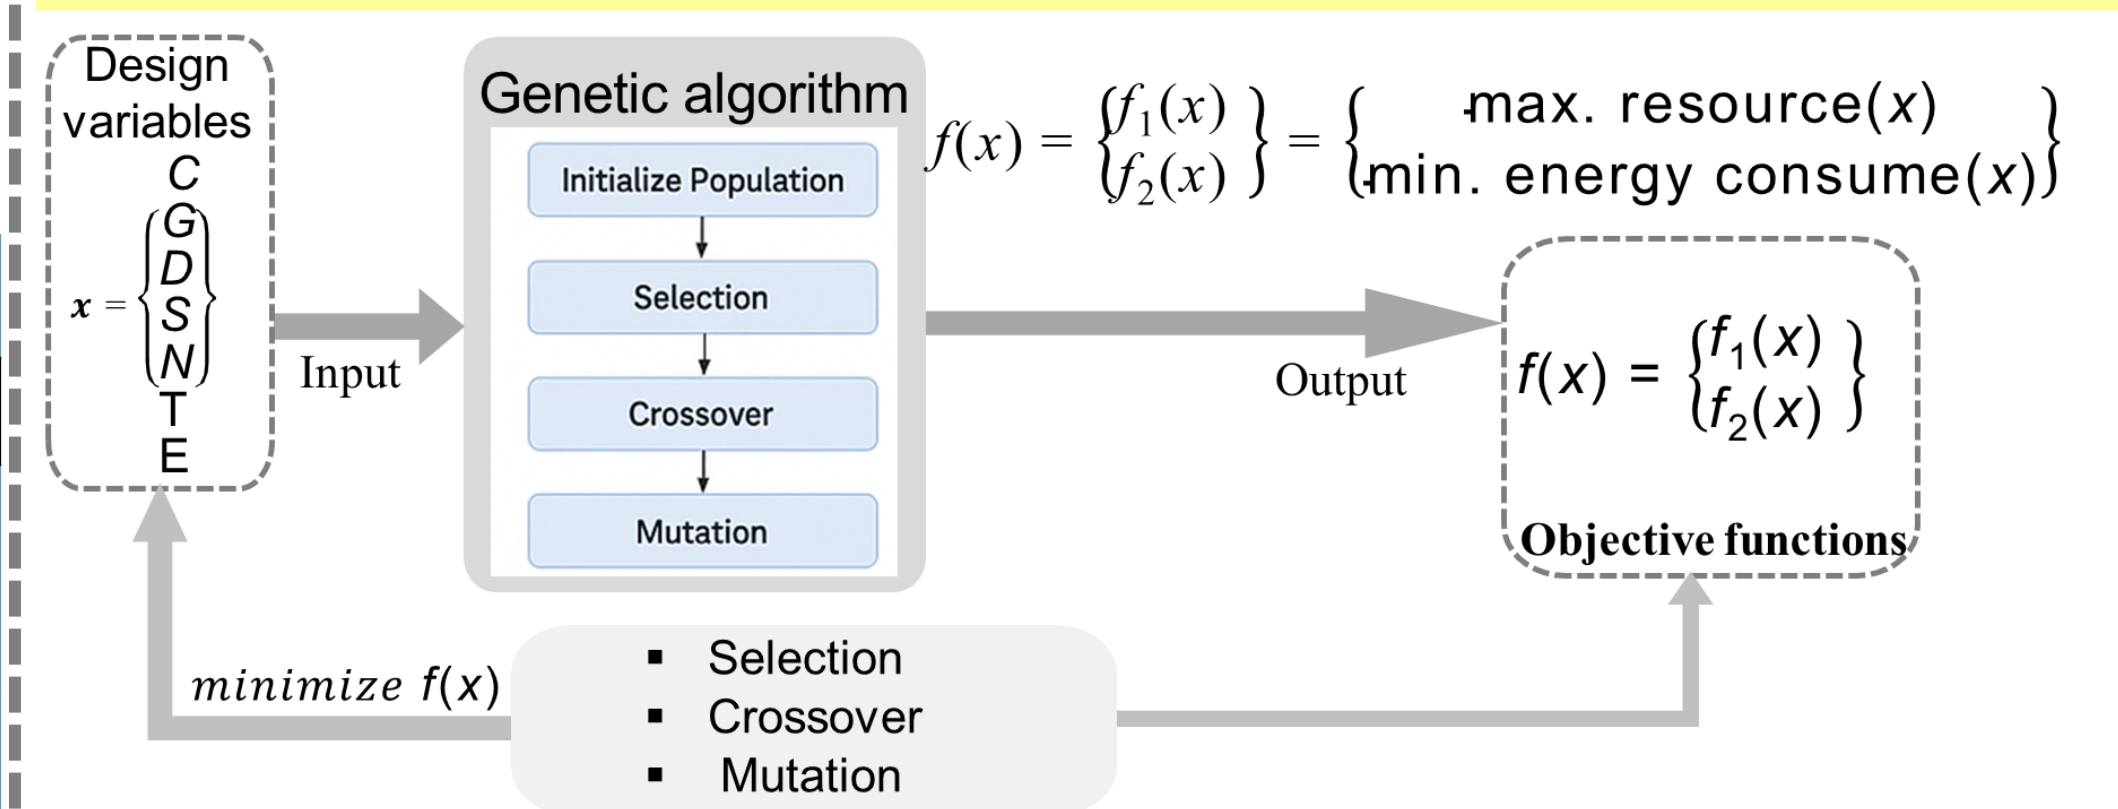 Design
variables
C
G
D
x = { S }
N
T
E
Input
Genetic algorithm
Initialize Population
Selection
Crossover
Mutation
f(x) = { f₁(x) } = { -max. resource(x) }
{ f₂(x) } { -min. energy consume(x) }
Output
f(x) = { f₁(x) }
{ f₂(x) }
Objective functions
minimize f(x)
▪ Selection
▪ Crossover
▪ Mutation